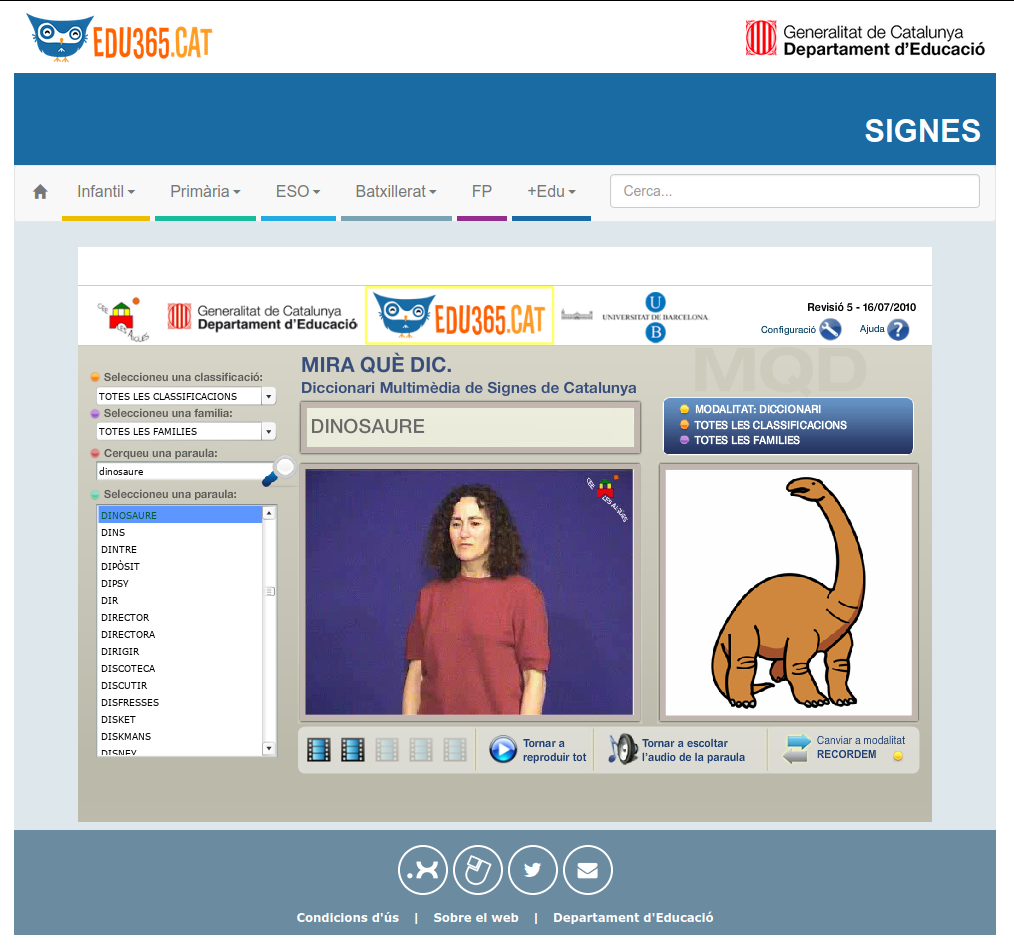 EDU365.CAT
Generalitat de Catalunya
Departament d'Educació
SIGNES
Infantil
Primària
ESO
Batxillerat
FP
+Edu
Cerca...
CEE LES AIGÜES
Generalitat de Catalunya
Departament d'Educació
EDU365.CAT
U
UNIVERSITAT DE BARCELONA
B
Revisió 5 - 16/07/2010
Configuració
Ajuda
?
MQD
MIRA QUÈ DIC.
Diccionari Multimèdia de Signes de Catalunya
Seleccioneu una classificació:
TOTES LES CLASSIFICACIONS
Seleccioneu una família:
TOTES LES FAMILIES
Cerqueu una paraula:
dinosaure
Seleccioneu una paraula:
DINOSAURE
DINS
DINTRE
DIPÒSIT
DIPSY
DIR
DIRECTOR
DIRECTORA
DIRIGIR
DISCOTECA
DISCUTIR
DISFRESSES
DISKET
DISKMANS
DISNEY
DINOSAURE
MODALITAT: DICCIONARI
TOTES LES CLASSIFICACIONS
TOTES LES FAMILIES
CEE LES AIGÜES
Tornar a
reproduir tot
Tornar a escoltar
l'audio de la paraula
Canviar a modalitat
RECORDEM
Condicions d'ús | Sobre el web | Departament d'Educació